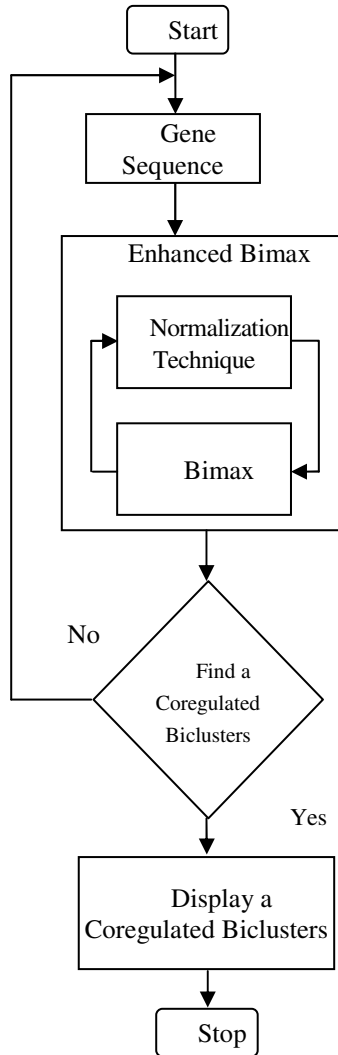 Start
Gene
Sequence
Enhanced Bimax
Normalization
Technique
Bimax
No
Find a
Coregulated
Biclusters
Yes
Display a
Coregulated Biclusters
Stop